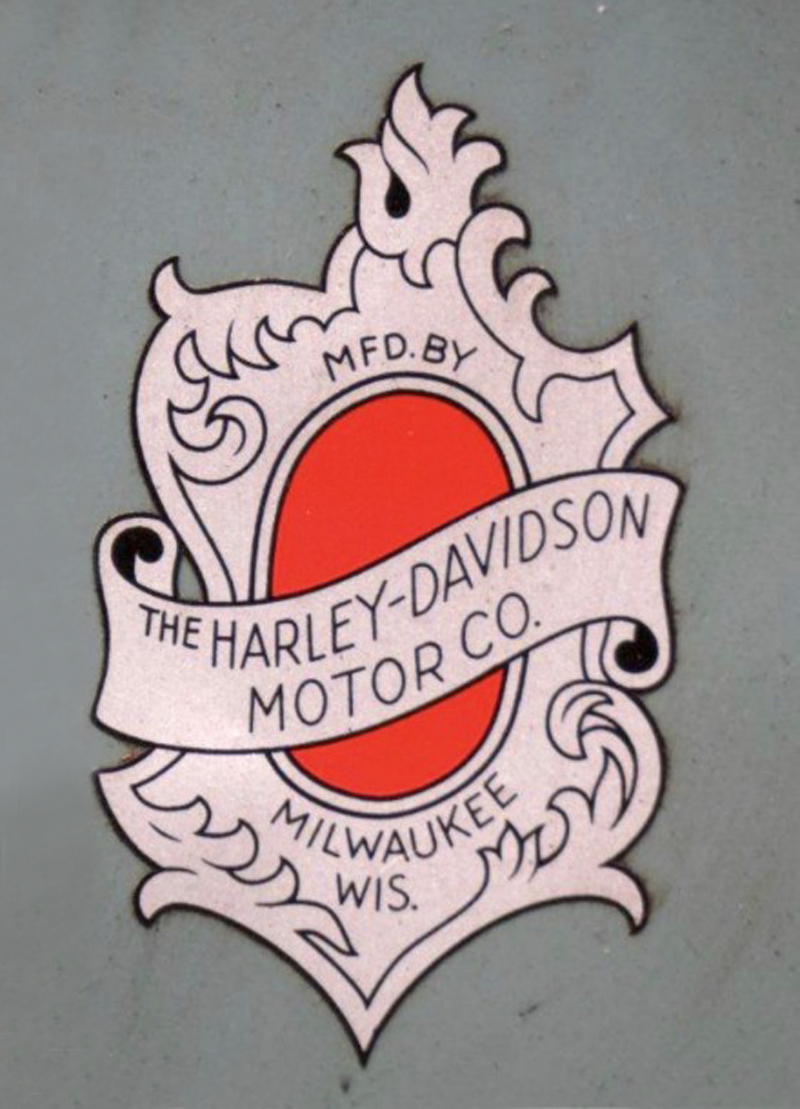 MFD. BY
THE HARLEY-DAVIDSON
MOTOR CO.
MILWAUKEE
WIS.